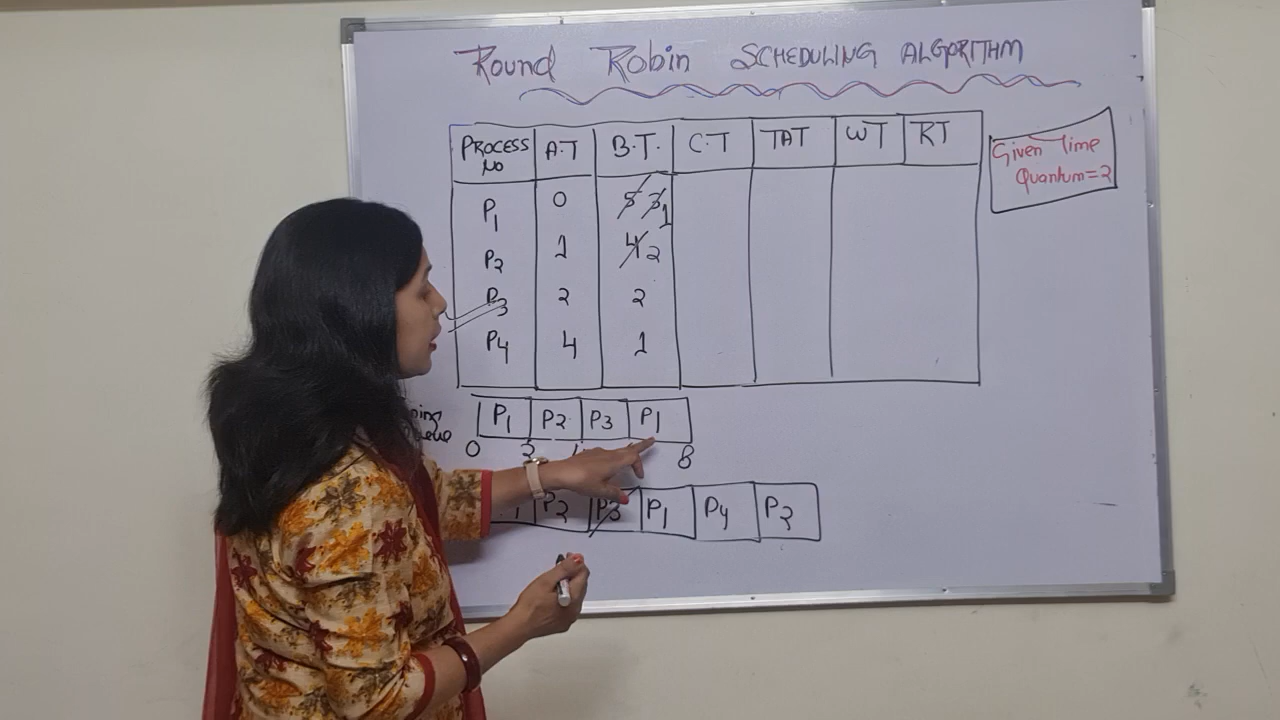 Round Robin SCHEDULING ALGORITHM
PROCESS NO A.T B.T. C.T TAT WT RT
P1 0 5 3 1
P2 1 4 2
P3 2 2
P4 4 1
Given Time
Quantum=2
P1 P2 P3 P1
0 2 8
P2 P3 P1 P4 P2